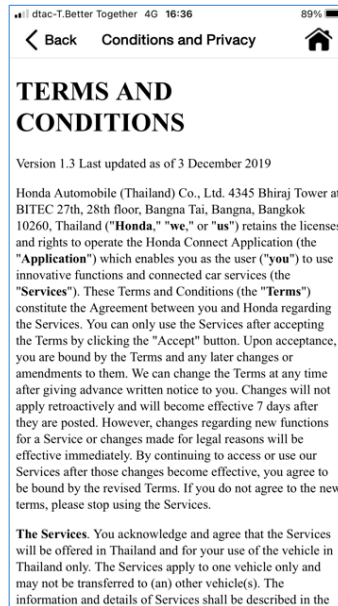 dtac-T.Better Together 4G 16:36 89%
Back Conditions and Privacy
TERMS AND
CONDITIONS
Version 1.3 Last updated as of 3 December 2019
Honda Automobile (Thailand) Co., Ltd. 4345 Bhiraj Tower at
BITEC 27th, 28th floor, Bangna Tai, Bangna, Bangkok
10260, Thailand ("Honda," "we," or "us") retains the licenses
and rights to operate the Honda Connect Application (the
"Application") which enables you as the user ("you") to use
innovative functions and connected car services (the
"Services"). These Terms and Conditions (the "Terms")
constitute the Agreement between you and Honda regarding
the Services. You can only use the Services after accepting
the Terms by clicking the "Accept" button. Upon acceptance,
you are bound by the Terms and any later changes or
amendments to them. We can change the Terms at any time
after giving advance written notice to you. Changes will not
apply retroactively and will become effective 7 days after
they are posted. However, changes regarding new functions
for a Service or changes made for legal reasons will be
effective immediately. By continuing to access or use our
Services after those changes become effective, you agree to
be bound by the revised Terms. If you do not agree to the new
terms, please stop using the Services.
The Services. You acknowledge and agree that the Services
will be offered in Thailand and for your use of the vehicle in
Thailand only. The Services apply to one vehicle only and
may not be transferred to (an) other vehicle(s). The
information and details of Services shall be described in the